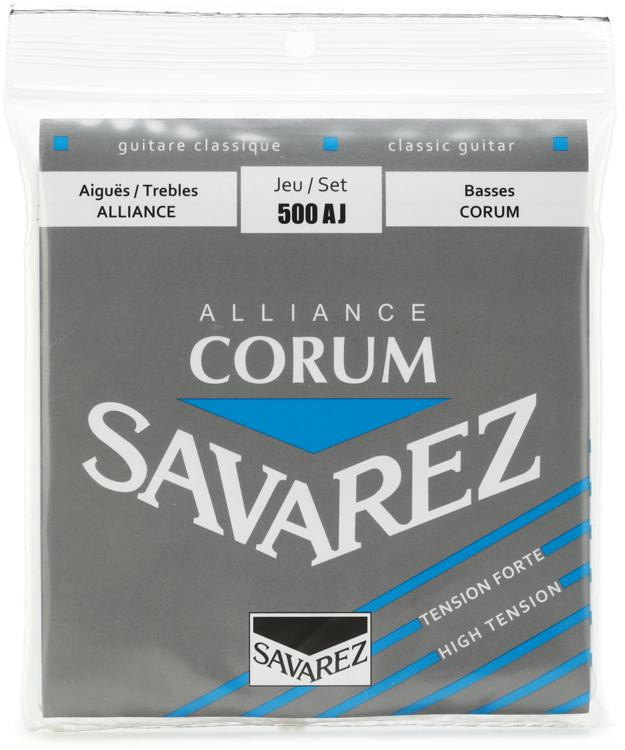 guitare classique
classic guitar
Aiguës / Trebles
ALLIANCE
Jeu / Set
500 AJ
Basses
CORUM
ALLIANCE
CORUM
SAVAREZ
TENSION FORTE
HIGH TENSION
SAVAREZ